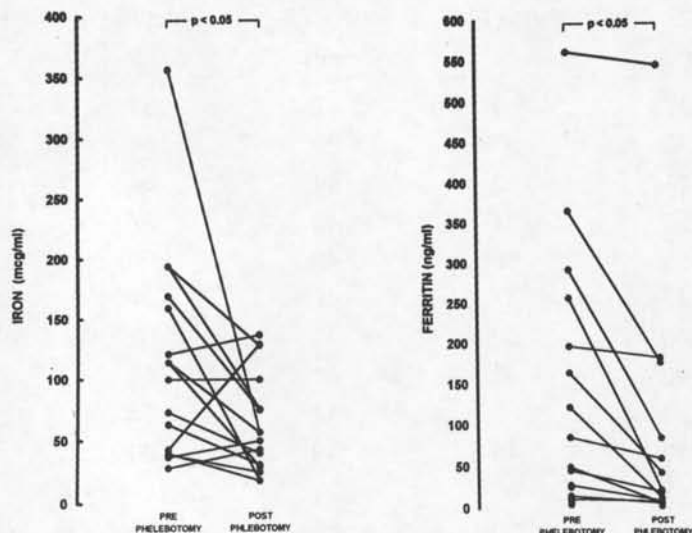 p < 0.05
400
350
300
250
200
150
100
50
0
IRON (mcg/ml)
PRE
PHELEBOTOMY
POST
PHLEBOTOMY
p < 0.05
600
550
500
450
400
350
300
250
200
150
100
50
0
FERRITIN (ng/ml)
PRE
PHLEBOTOMY
POST
PHLEBOTOMY